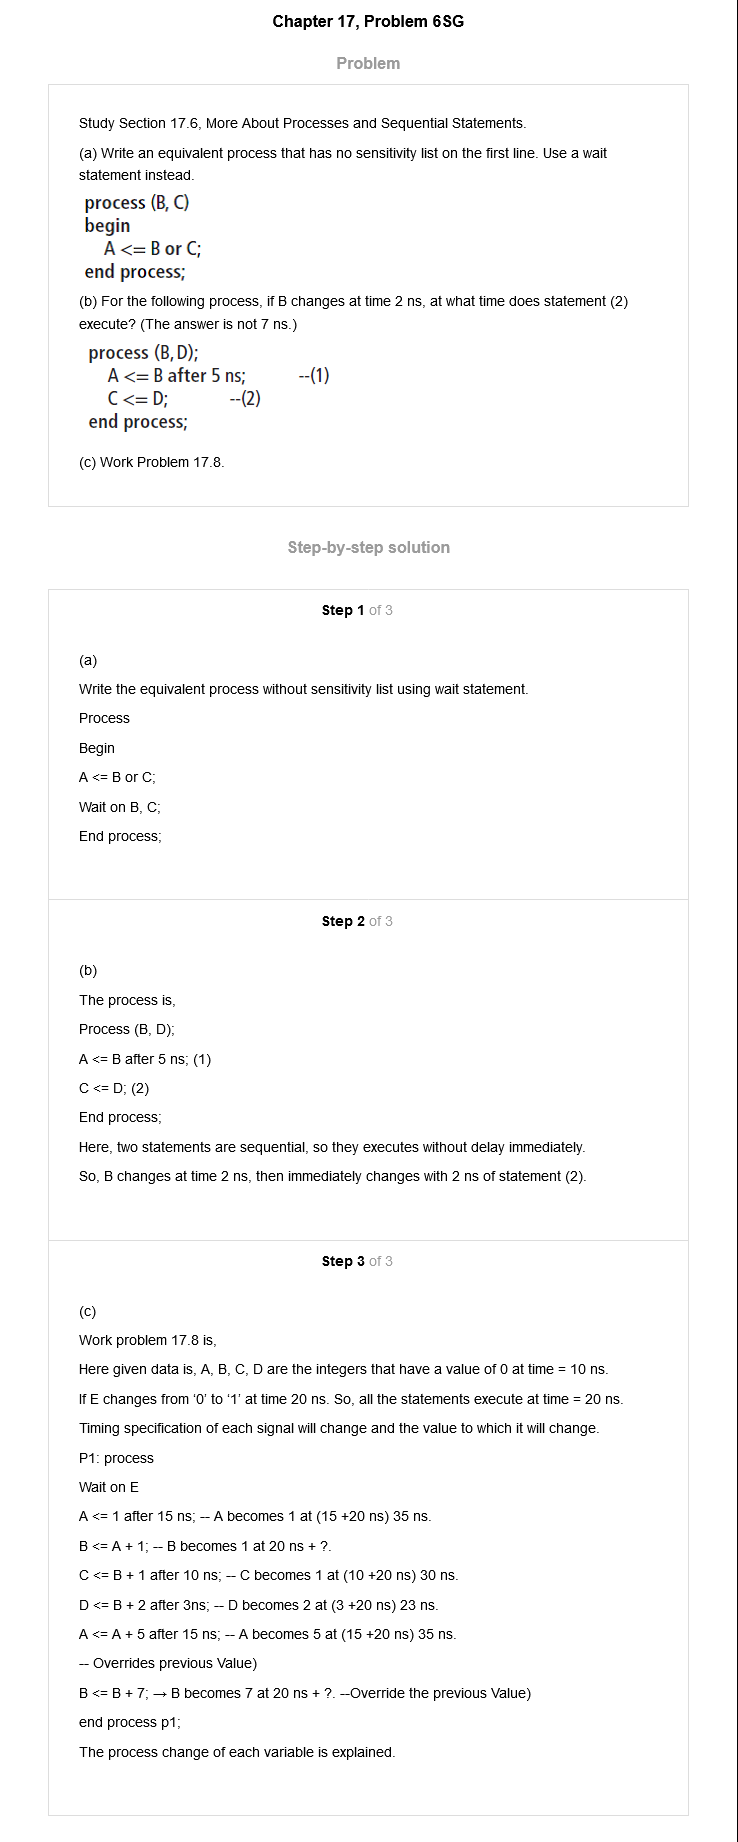 Chapter 17, Problem 6SG
Problem
Study Section 17.6, More About Processes and Sequential Statements.
(a) Write an equivalent process that has no sensitivity list on the first line. Use a wait
statement instead.
process (B, C)
begin
A <= B or C;
end process;
(b) For the following process, if B changes at time 2 ns, at what time does statement (2)
execute? (The answer is not 7 ns.)
process (B, D);
A <= B after 5 ns; --(1)
C <= D; --(2)
end process;
(c) Work Problem 17.8.
Step-by-step solution
Step 1 of 3
(a)
Write the equivalent process without sensitivity list using wait statement.
Process
Begin
A <= B or C;
Wait on B, C;
End process;
Step 2 of 3
(b)
The process is,
Process (B, D);
A <= B after 5 ns; (1)
C <= D; (2)
End process;
Here, two statements are sequential, so they executes without delay immediately.
So, B changes at time 2 ns, then immediately changes with 2 ns of statement (2).
Step 3 of 3
(c)
Work problem 17.8 is,
Here given data is, A, B, C, D are the integers that have a value of 0 at time = 10 ns.
If E changes from ‘0’ to ‘1’ at time 20 ns. So, all the statements execute at time = 20 ns.
Timing specification of each signal will change and the value to which it will change.
P1: process
Wait on E
A <= 1 after 15 ns; -- A becomes 1 at (15 +20 ns) 35 ns.
B <= A + 1; -- B becomes 1 at 20 ns + ?.
C <= B + 1 after 10 ns; -- C becomes 1 at (10 +20 ns) 30 ns.
D <= B + 2 after 3ns; -- D becomes 2 at (3 +20 ns) 23 ns.
A <= A + 5 after 15 ns; -- A becomes 5 at (15 +20 ns) 35 ns.
-- Overrides previous Value)
B <= B + 7; → B becomes 7 at 20 ns + ?. --Override the previous Value)
end process p1;
The process change of each variable is explained.